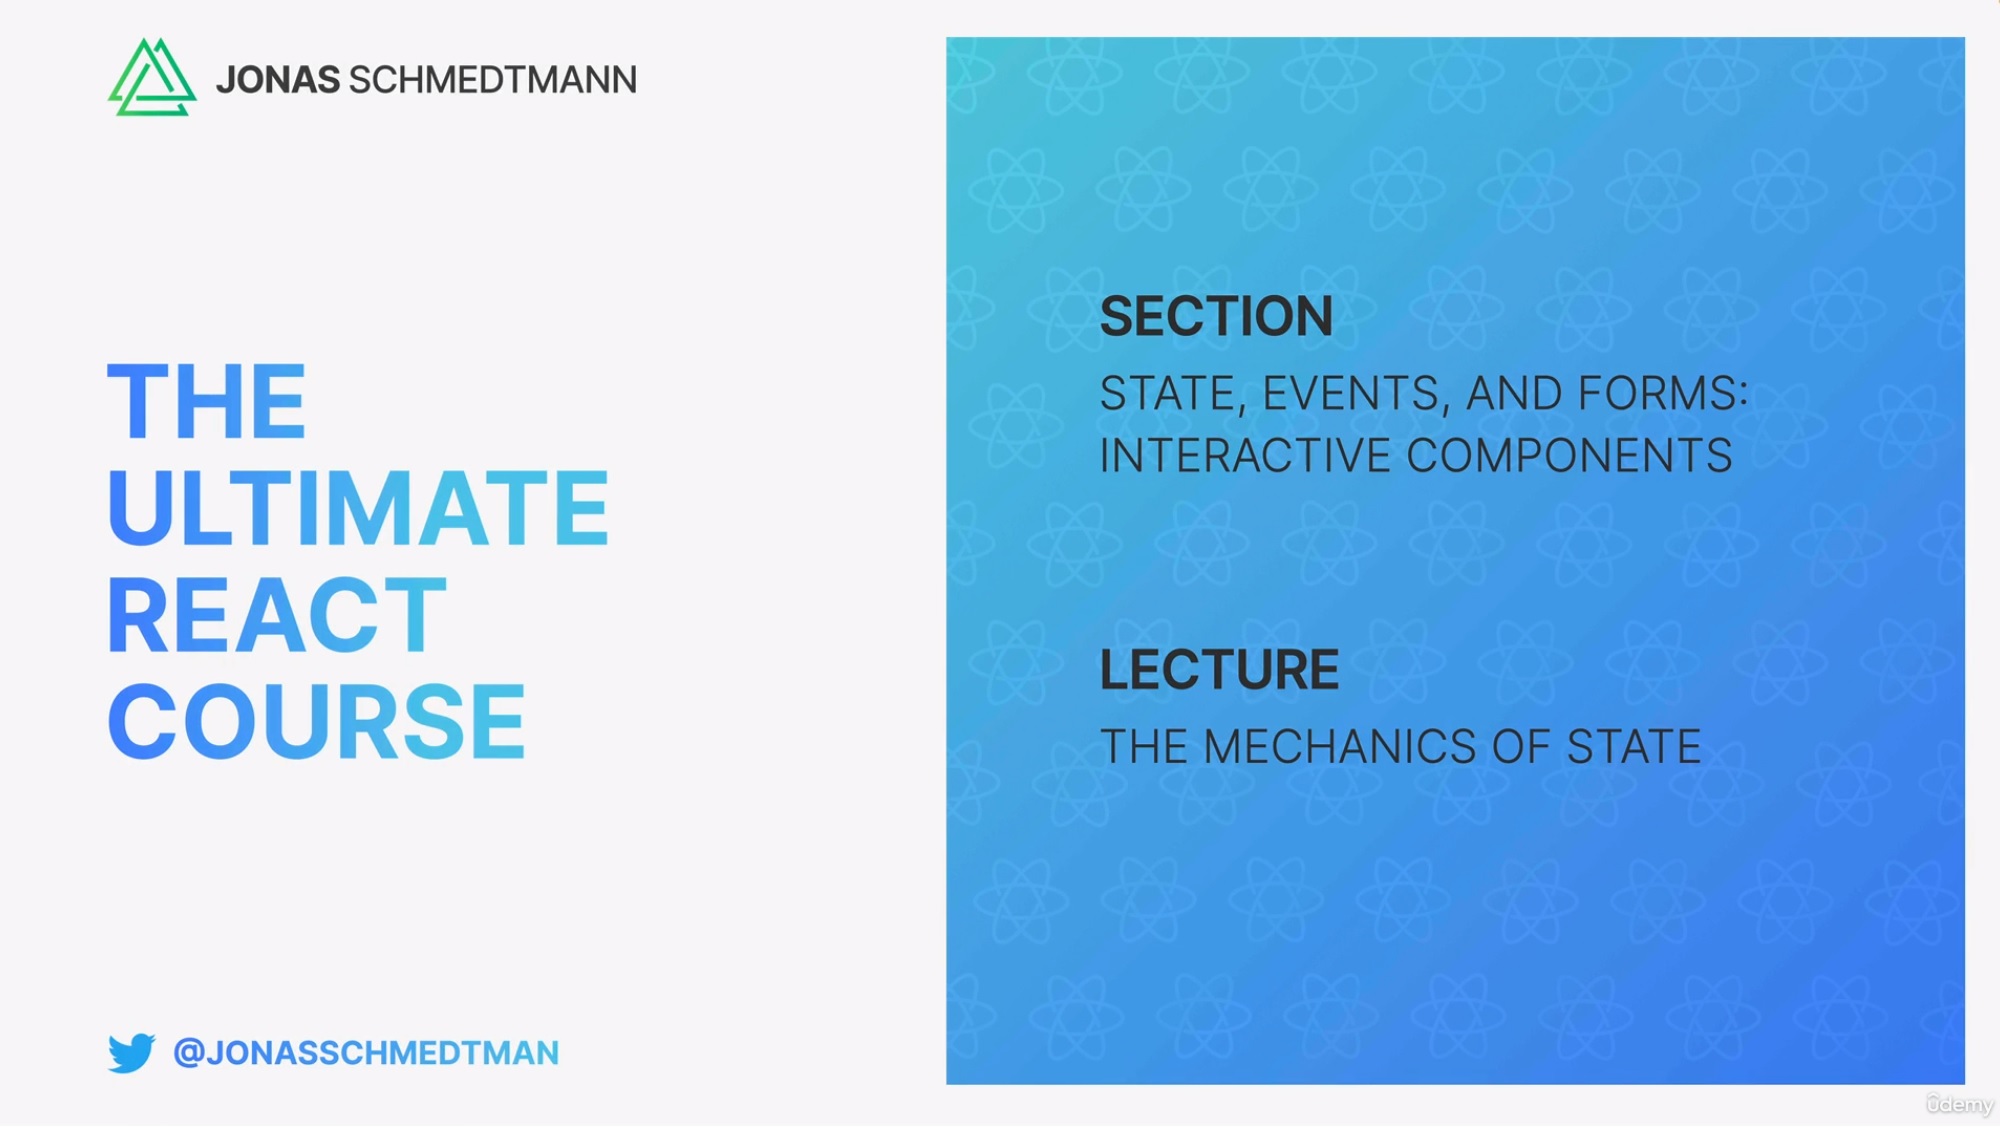 JONAS SCHMEDTMANN
THE
ULTIMATE
REACT
COURSE
@JONASSCHMEDTMAN
SECTION
STATE, EVENTS, AND FORMS:
INTERACTIVE COMPONENTS
LECTURE
THE MECHANICS OF STATE
ûdemy